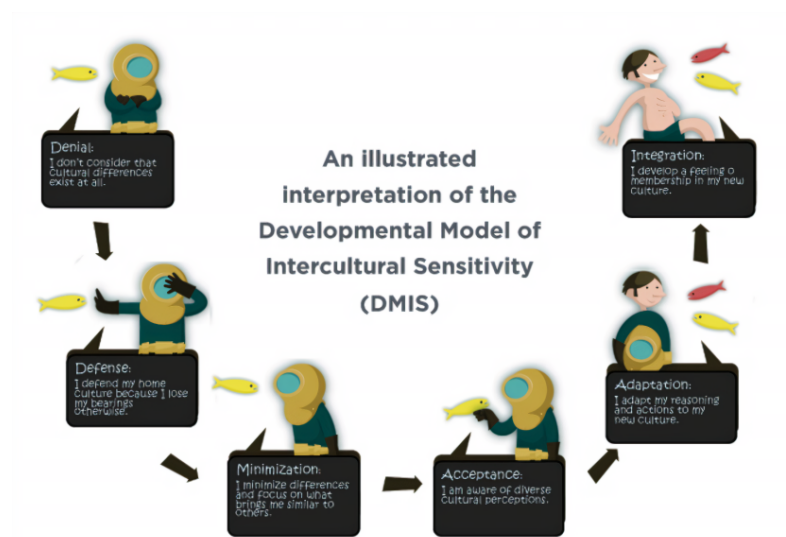 An illustrated
interpretation of the
Developmental Model of
Intercultural Sensitivity
(DMIS)
Denial:
I don't consider that
cultural differences
exist at all.
Defense:
I defend my home
culture because I lose
my bearings
otherwise.
Minimization:
I minimize differences
and focus on what
brings me similar to
others.
Acceptance:
I am aware of diverse
cultural perceptions.
Adaptation:
I adapt my reasoning
and actions to my
new culture.
Integration:
I develop a feeling o
membership in my new
culture.